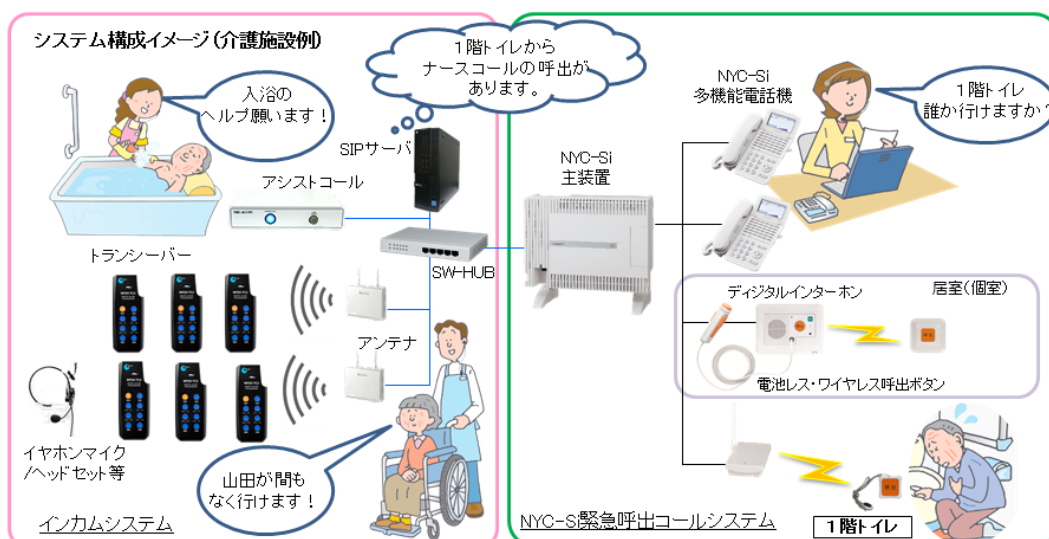 システム構成イメージ(介護施設例)
入浴の
ヘルプ願います！
1階トイレから
ナースコールの呼出が
あります。
SIPサーバ
アシストコール
SW-HUB
トランシーバー
アンテナ
イヤホンマイク
/ヘッドセット等
山田が間も
なく行けます！
インカムシステム
NYC-Si
主装置
NYC-Si
多機能電話機
1階トイレ
誰か行けますか？
ディジタルインターホン
居室(個室)
電池レス・ワイヤレス呼出ボタン
呼出
1階トイレ
NYC-Si緊急呼出コールシステム